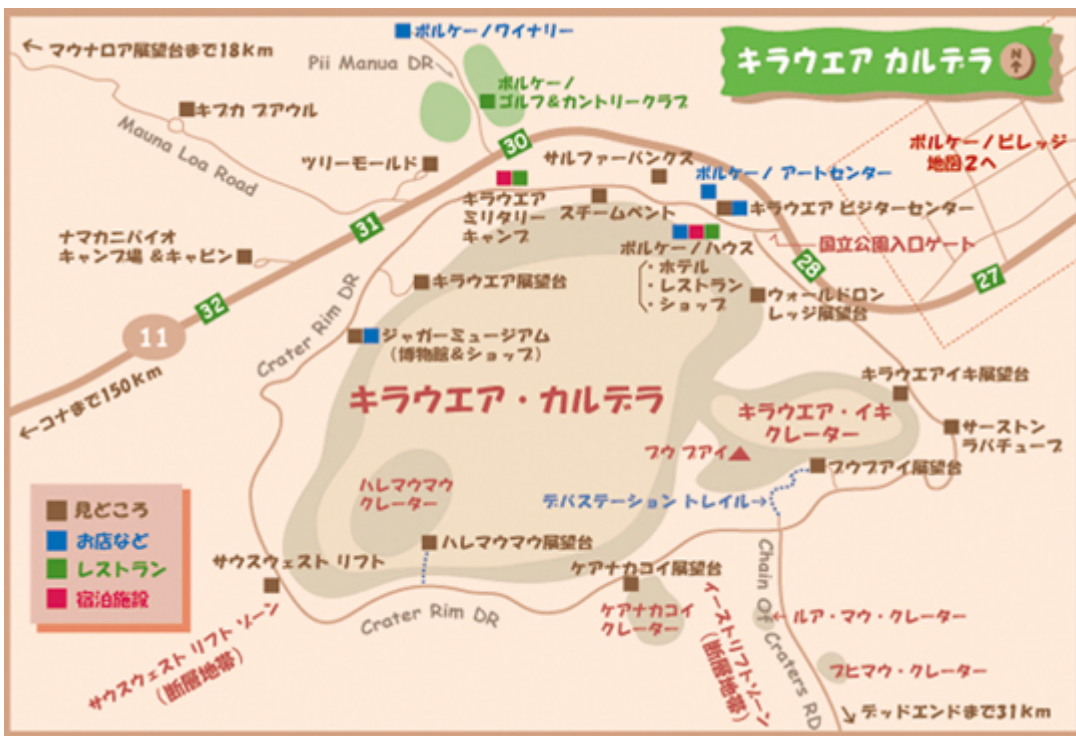 キラウエア カルデラ
N
↑
←マウナロア展望台まで18km
ボルケーノワイナリー
Pii Manua DR
ボルケーノ
ゴルフ&カントリークラブ
キプカ プアウル
Mauna Loa Road
ツリーモールド
30
サルファーバンクス
ボルケーノビレッジ
地図2へ
ボルケーノ アートセンター
キラウエア
ミリタリー
キャンプ
スチームベント
キラウエア ビジターセンター
31
ナマカニパイオ
キャンプ場 &キャビン
ボルケーノハウス
・ホテル
・レストラン
・ショップ
国立公園入口ゲート
28
27
キラウエア展望台
ウォールドロン
レッジ展望台
32
11
Crater Rim DR
ジャガーミュージアム
(博物館&ショップ)
←コナまで150km
キラウエア・カルデラ
キラウエアイキ展望台
キラウエア・イキ
クレーター
サーストン
ラバチューブ
プウ プアイ
プウプアイ展望台
ハレマウマウ
クレーター
デバステーション トレイル→
見どころ
お店など
レストラン
宿泊施設
サウスウェスト リフト
ハレマウマウ展望台
ケアナカコイ展望台
Crater Rim DR
ケアナカコイ
クレーター
サウスウェスト リフト ゾーン
(断層地帯)
イーストリフトゾーン
(断層地帯)
Chain Of Craters RD
←ルア・マウ・クレーター
プヒマウ・クレーター
↘デッドエンドまで31km